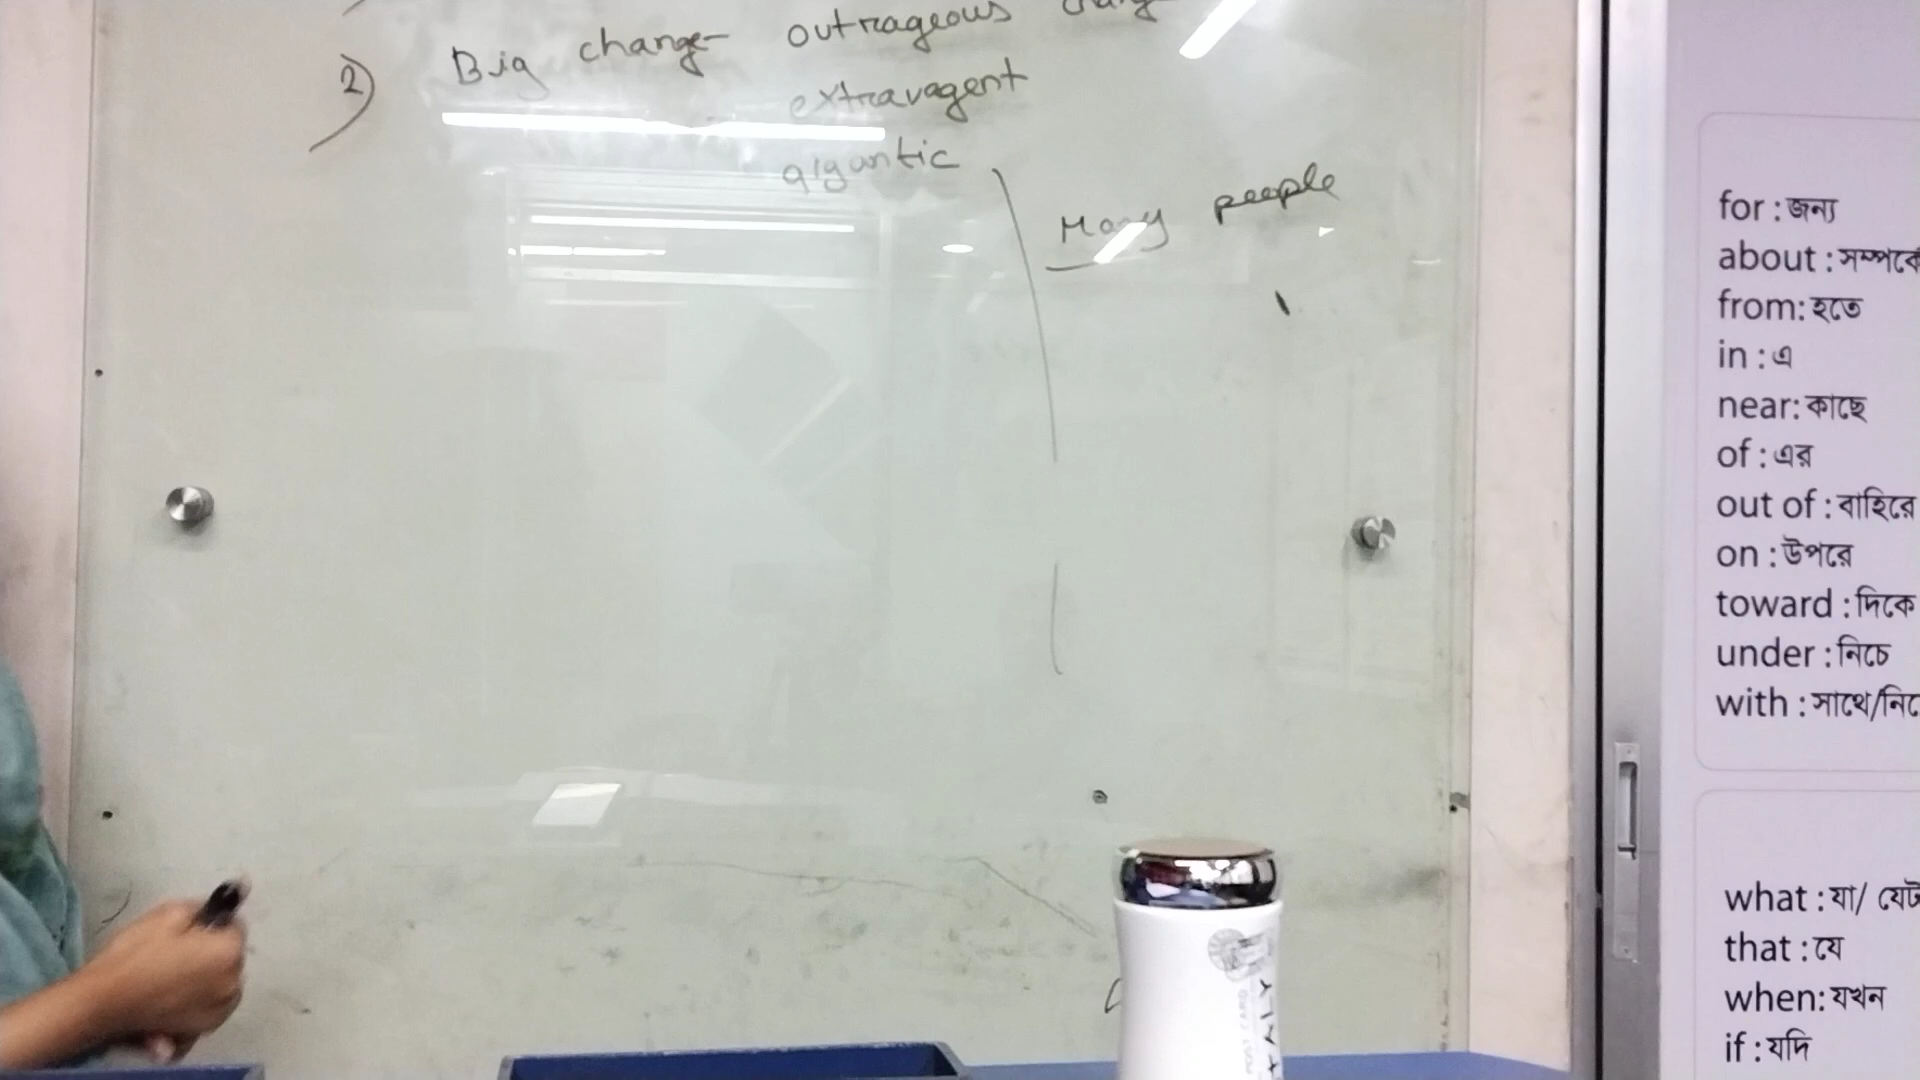 2) Big change- outrageous
extravagent
gigantic
Many people
for : জন্য
about : সম্পর্কে
from: হতে
in : এ
near: কাছে
of : এর
out of : বাহিরে
on : উপরে
toward : দিকে
under : নিচে
with : সাথে/
what : যা/
that : যে
when: যখন
if : যদি